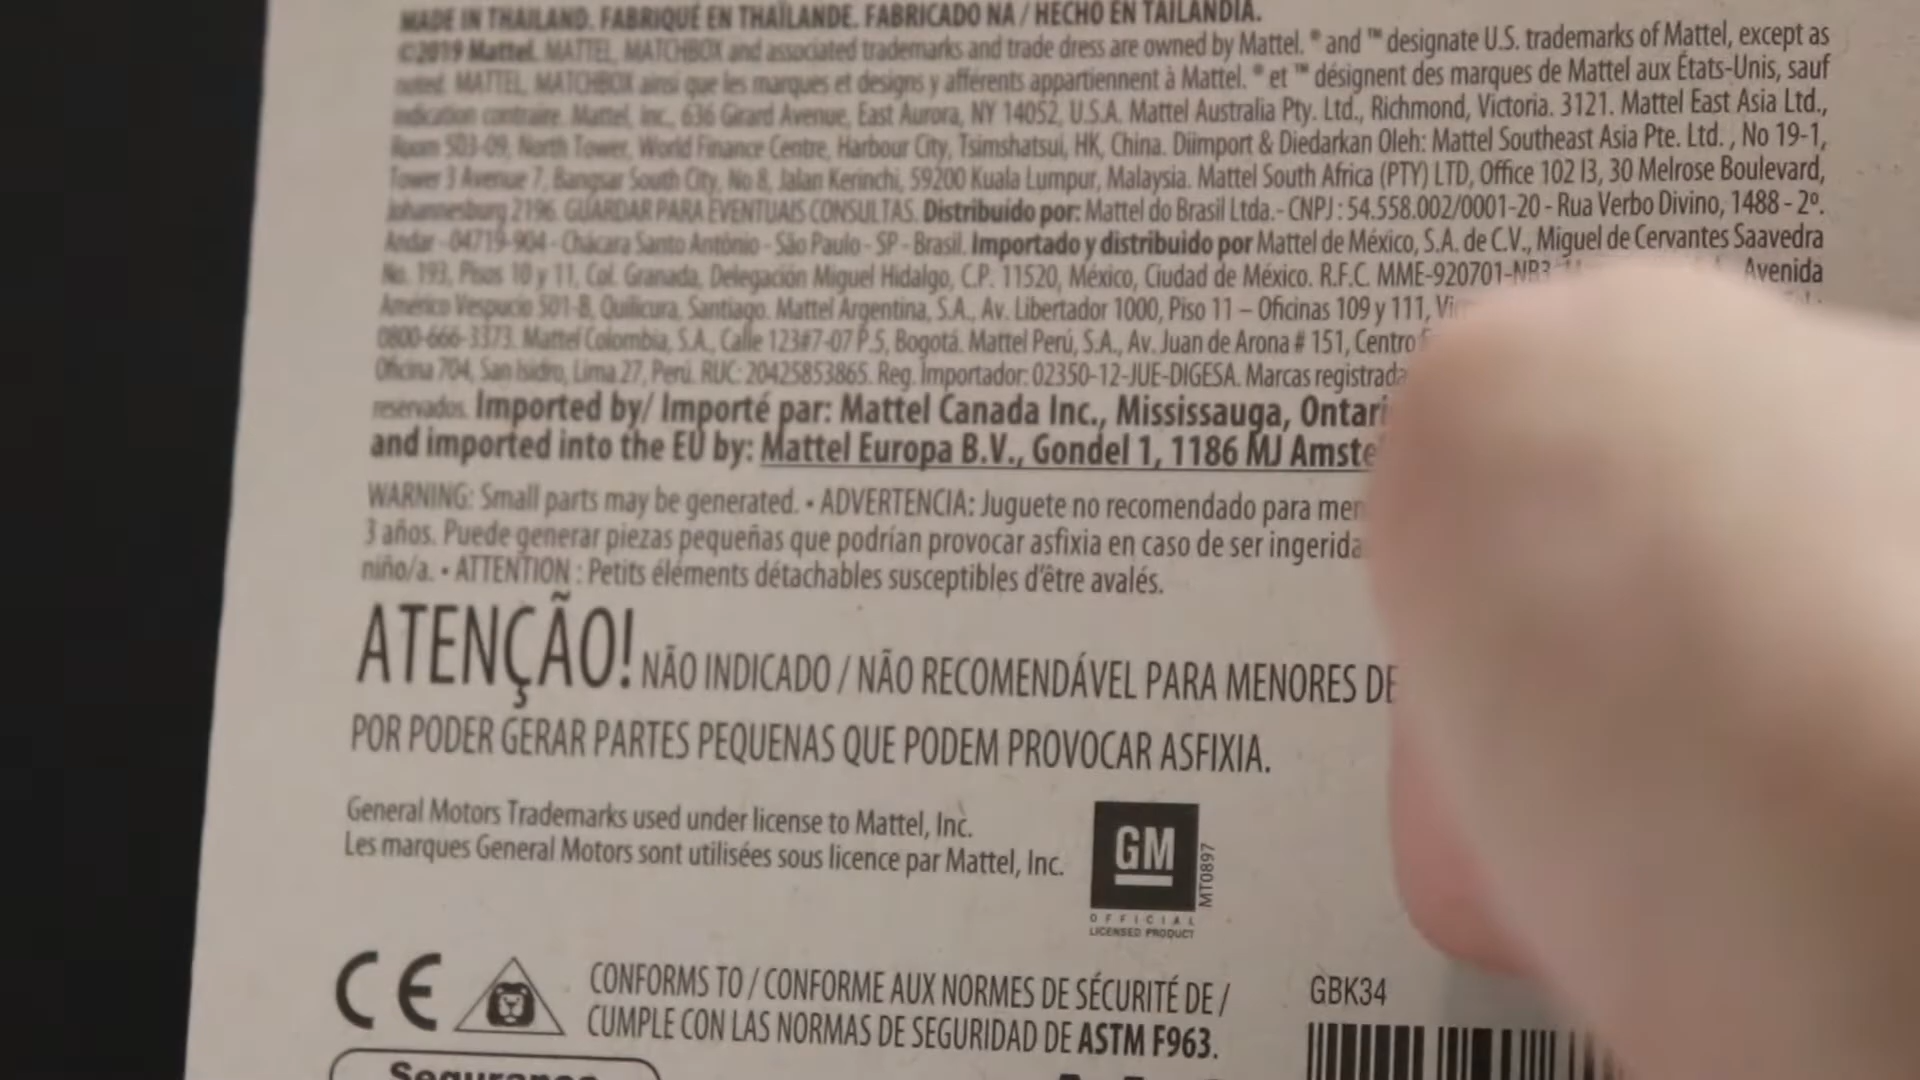 MADE IN THAILAND. FABRIQUÉ EN THAÏLANDE. FABRICADO NA / HECHO EN TAILANDIA.
©2019 Mattel. MATTEL, MATCHBOX and associated trademarks and trade dress are owned by Mattel. ® and ™ designate U.S. trademarks of Mattel, except as
noted. MATTEL, MATCHBOX ainsi que les marques et designs y afférents appartiennent à Mattel. ® et ™ désignent des marques de Mattel aux États-Unis, sauf
indication contraire. Mattel, Inc., 636 Girard Avenue, East Aurora, NY 14052, U.S.A. Mattel Australia Pty. Ltd., Richmond, Victoria. 3121. Mattel East Asia Ltd.,
Room 503-09, North Tower, World Finance Centre, Harbour City, Tsimshatsui, HK, China. Diimport & Diedarkan Oleh: Mattel Southeast Asia Pte. Ltd. , No 19-1,
Tower 3 Avenue 7, Bangsar South City, No 8, Jalan Kerinchi, 59200 Kuala Lumpur, Malaysia. Mattel South Africa (PTY) LTD, Office 102 I3, 30 Melrose Boulevard,
Johannesburg 2196. GUARDAR PARA EVENTUAIS CONSULTAS. Distribuido por: Mattel do Brasil Ltda.- CNPJ : 54.558.002/0001-20 - Rua Verbo Divino, 1488 - 2º.
Andar - 04719-904 - Chácara Santo Antônio - São Paulo - SP - Brasil. Importado y distribuido por Mattel de México, S.A. de C.V., Miguel de Cervantes Saavedra
No. 193, Pisos 10 y 11, Col. Granada, Delegación Miguel Hidalgo, C.P. 11520, México, Ciudad de México. R.F.C. MME-920701-NB3. Avenida
Américo Vespucio 501-B, Quilicura, Santiago. Mattel Argentina, S.A., Av. Libertador 1000, Piso 11 – Oficinas 109 y 111,
0800-666-3373. Mattel Colombia, S.A., Calle 123#7-07 P.5, Bogotá. Mattel Perú, S.A., Av. Juan de Arona # 151, Centro
Oficina 704, San Isidro, Lima 27, Perú. RUC: 20425853865. Reg. Importador: 02350-12-JUE-DIGESA. Marcas registrada
reservados. Imported by/ Importé par: Mattel Canada Inc., Mississauga, Ontari
and imported into the EU by: Mattel Europa B.V., Gondel 1, 1186 MJ Amste
WARNING: Small parts may be generated. • ADVERTENCIA: Juguete no recomendado para men
3 años. Puede generar piezas pequeñas que podrían provocar asfixia en caso de ser ingerida
niño/a. • ATTENTION : Petits éléments détachables susceptibles d'être avalés.
ATENÇÃO! NÃO INDICADO / NÃO RECOMENDÁVEL PARA MENORES DE
POR PODER GERAR PARTES PEQUENAS QUE PODEM PROVOCAR ASFIXIA.
General Motors Trademarks used under license to Mattel, Inc.
Les marques General Motors sont utilisées sous licence par Mattel, Inc.
GM
MT0897
OFFICIAL
LICENSED PRODUCT
CE
CONFORMS TO / CONFORME AUX NORMES DE SÉCURITÉ DE /
CUMPLE CON LAS NORMAS DE SEGURIDAD DE ASTM F963.
GBK34
Segurança